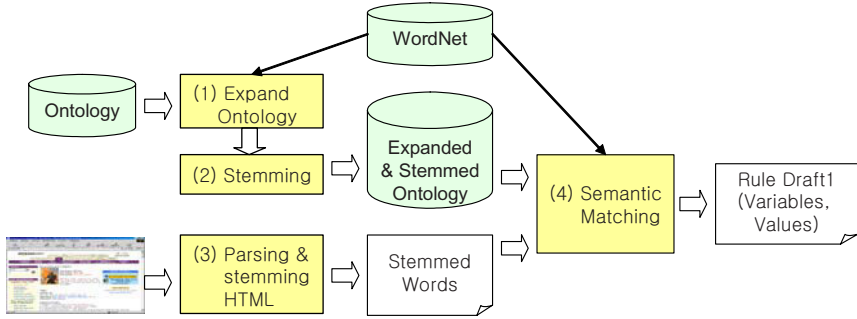 WordNet
Ontology
(1) Expand
Ontology
(2) Stemming
Expanded
& Stemmed
Ontology
(4) Semantic
Matching
Rule Draft1
(Variables,
Values)
(3) Parsing &
stemming
HTML
Stemmed
Words